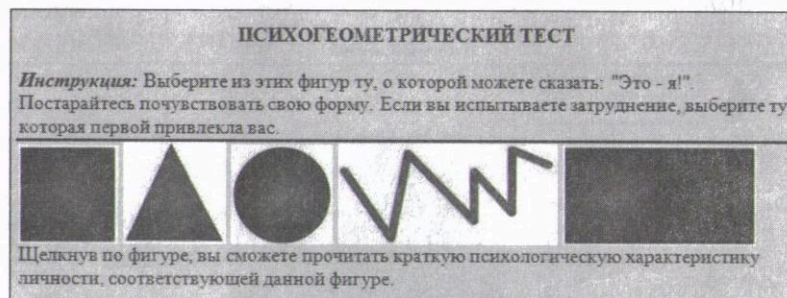 ПСИХОГЕОМЕТРИЧЕСКИЙ ТЕСТ
Инструкция: Выберите из этих фигур ту, о которой можете сказать: "Это - я!".
Постарайтесь почувствовать свою форму. Если вы испытываете затруднение, выберите ту
которая первой привлекла вас.
Щелкнув по фигуре, вы сможете прочитать краткую психологическую характеристику
личности, соответствующей данной фигуре.